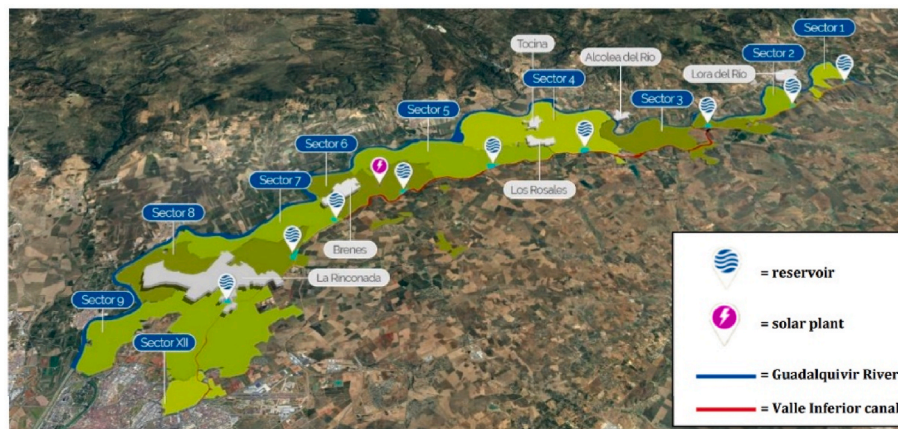 Sector 1
Tocina
Sector 2
Alcolea del Río
Sector 4
Lora del Río
Sector 3
Sector 5
Sector 6
Sector 7
Los Rosales
Sector 8
Brenes
La Rinconada
Sector 9
Sector XII
= reservoir
= solar plant
= Guadalquivir River
= Valle Inferior canal